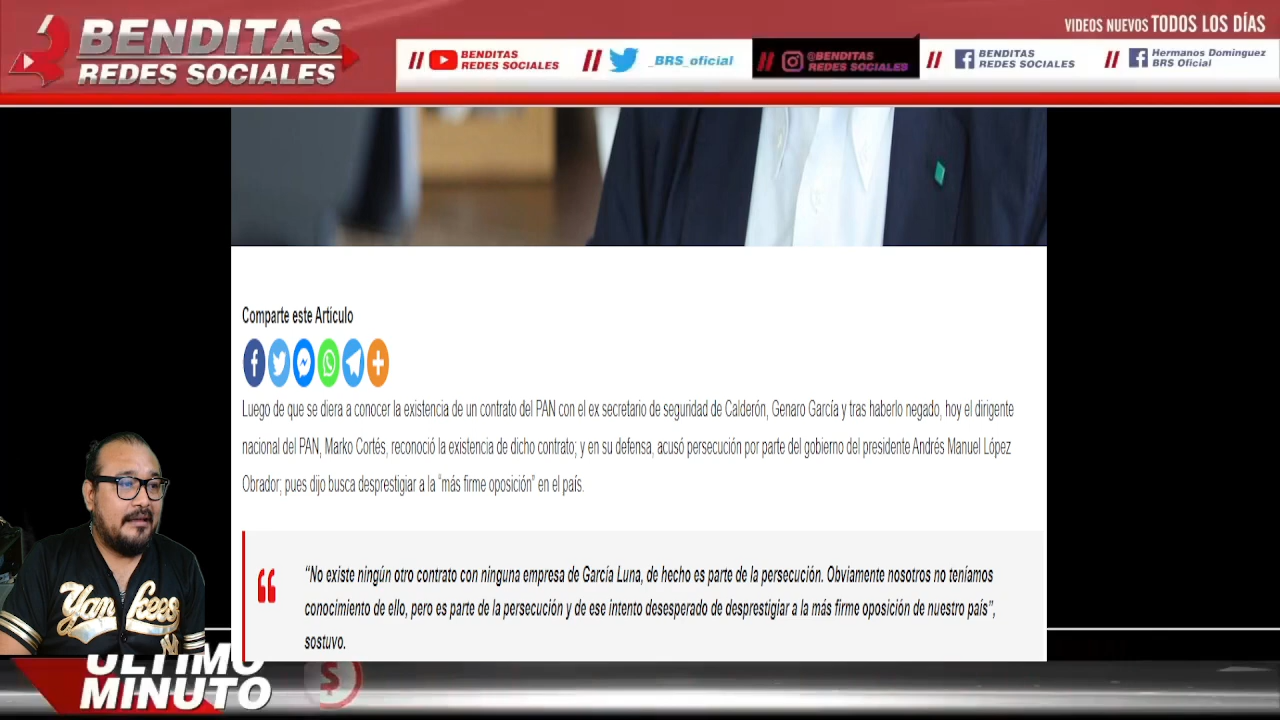 BENDITAS
REDES SOCIALES
VIDEOS NUEVOS TODOS LOS DÍAS
BENDITAS
REDES SOCIALES
_BRS_oficial
@BENDITAS
REDES SOCIALES
BENDITAS
REDES SOCIALES
Hermanos Dominguez
BRS Oficial
Comparte este Artículo
Luego de que se diera a conocer la existencia de un contrato del PAN con el ex secretario de seguridad de Calderón, Genaro García y tras haberlo negado, hoy el dirigente
nacional del PAN, Marko Cortés, reconoció la existencia de dicho contrato; y en su defensa, acusó persecución por parte del gobierno del presidente Andrés Manuel López
Obrador; pues dijo busca desprestigiar a la “más firme oposición” en el país.
“No existe ningún otro contrato con ninguna empresa de García Luna, de hecho es parte de la persecución. Obviamente nosotros no teníamos
conocimiento de ello, pero es parte de la persecución y de ese intento desesperado de desprestigiar a la más firme oposición de nuestro país”,
sostuvo.
Yankees
NY
ÚLTIMO
MINUTO
$